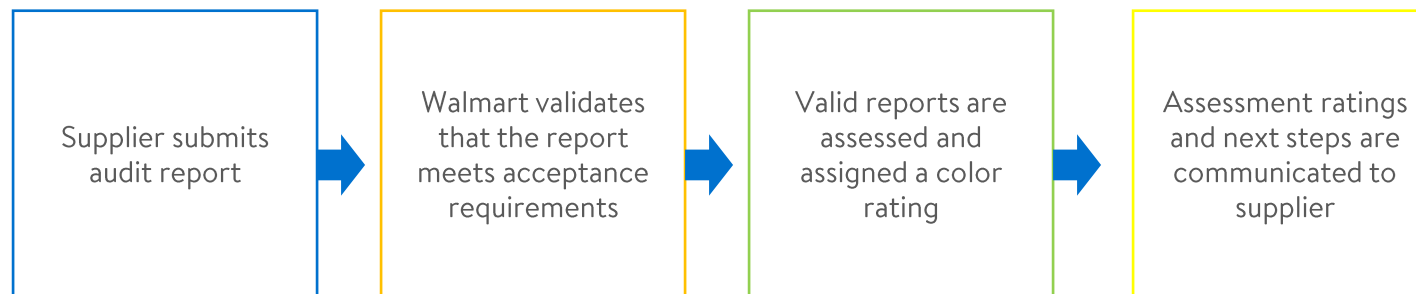 Supplier submits
audit report
Walmart validates
that the report
meets acceptance
requirements
Valid reports are
assessed and
assigned a color
rating
Assessment ratings
and next steps are
communicated to
supplier